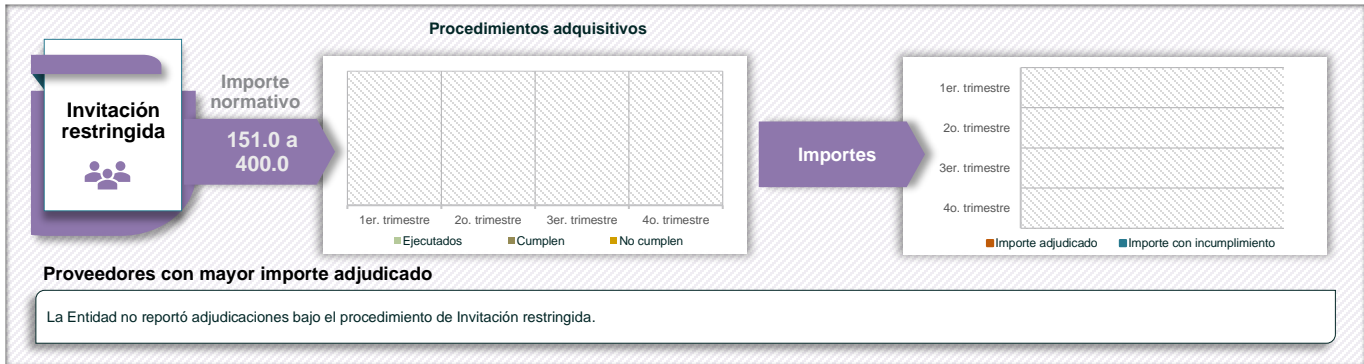 Procedimientos adquisitivos
Invitación
restringida
Importe
normativo
151.0 a
400.0
1er. trimestre
2o. trimestre
3er. trimestre
4o. trimestre
Ejecutados
Cumplen
No cumplen
Importes
1er. trimestre
2o. trimestre
3er. trimestre
4o. trimestre
Importe adjudicado
Importe con incumplimiento
Proveedores con mayor importe adjudicado
La Entidad no reportó adjudicaciones bajo el procedimiento de Invitación restringida.